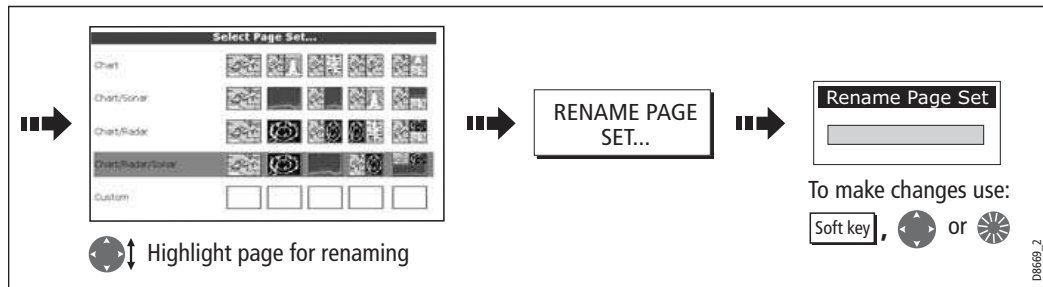 Select Page Set...
Chart
Chart/Sonar
Chart/Radar
Chart/Radar/Sonar
Custom
Highlight page for renaming
RENAME PAGE
SET...
Rename Page Set
To make changes use:
Soft key , or
D8669_2